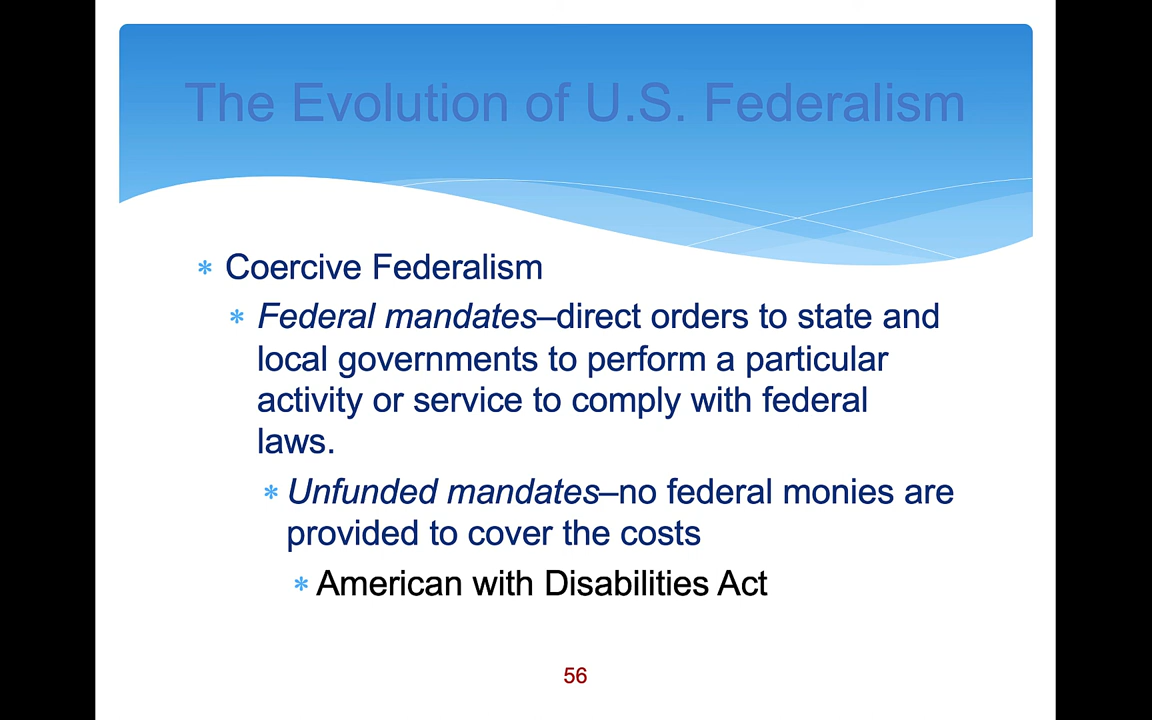 The Evolution of U.S. Federalism
* Coercive Federalism
* Federal mandates–direct orders to state and
local governments to perform a particular
activity or service to comply with federal
laws.
* Unfunded mandates–no federal monies are
provided to cover the costs
* American with Disabilities Act
56